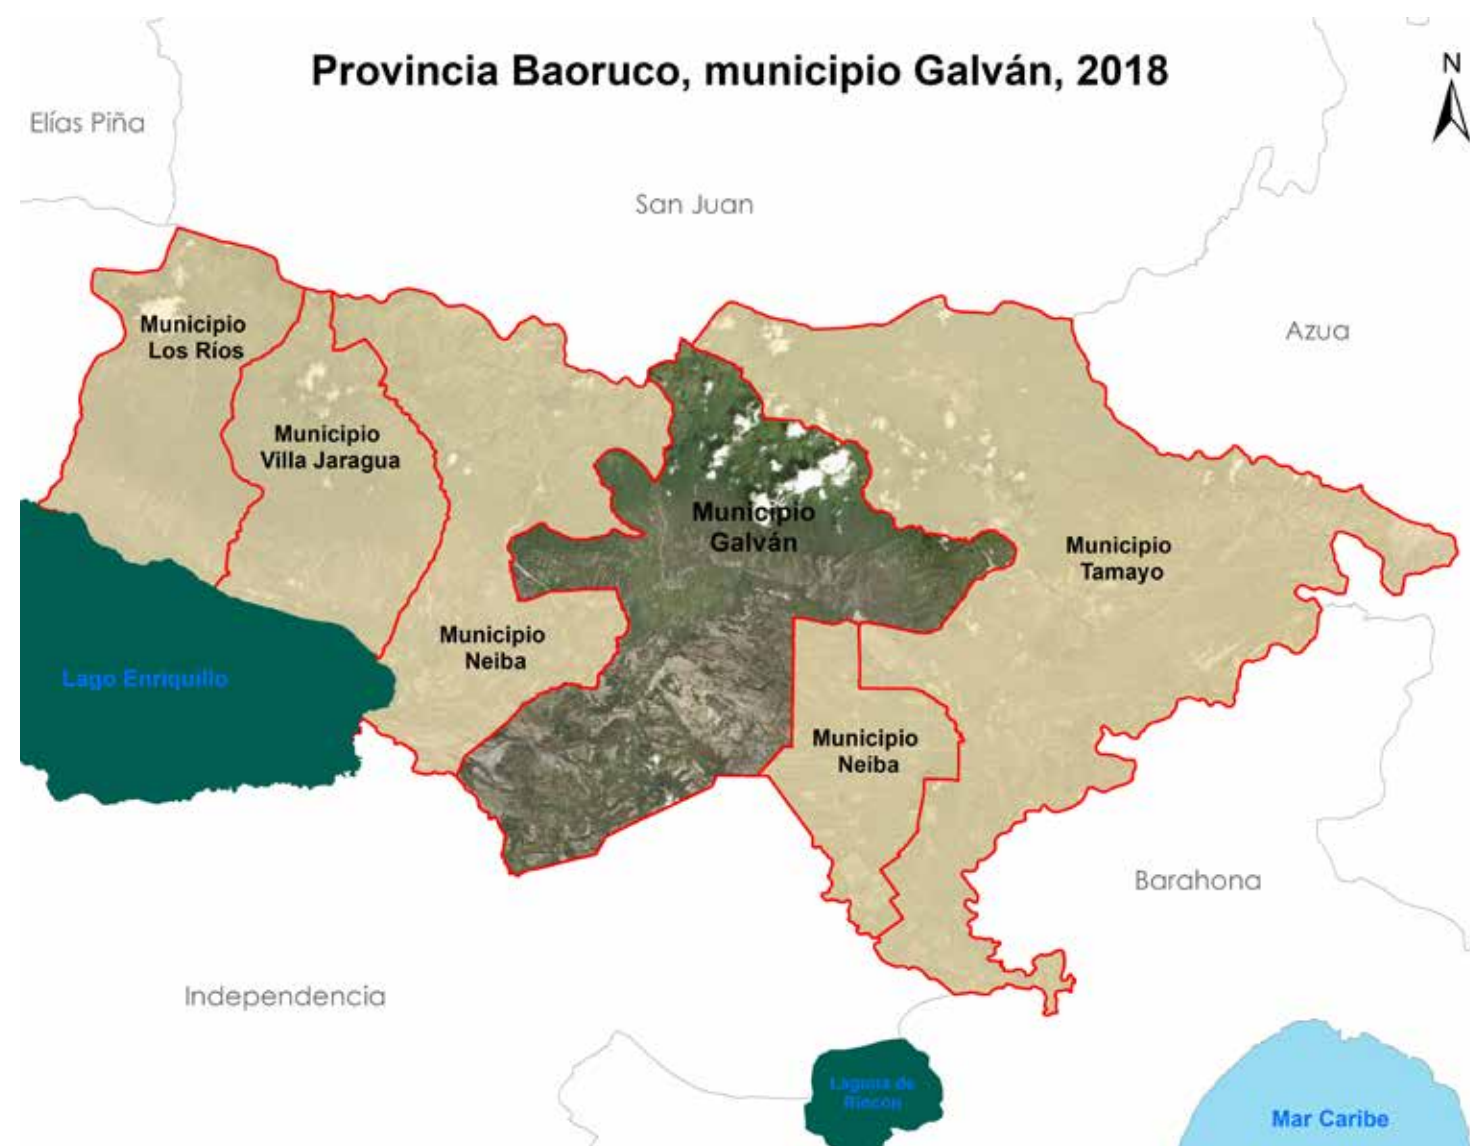 Provincia Baoruco, municipio Galván, 2018
N
Elías Piña
San Juan
Azua
Municipio
Los Ríos
Municipio
Villa Jaragua
Municipio
Galván
Municipio
Tamayo
Municipio
Neiba
Lago Enriquillo
Municipio
Neiba
Barahona
Independencia
Laguna de
Rincón
Mar Caribe